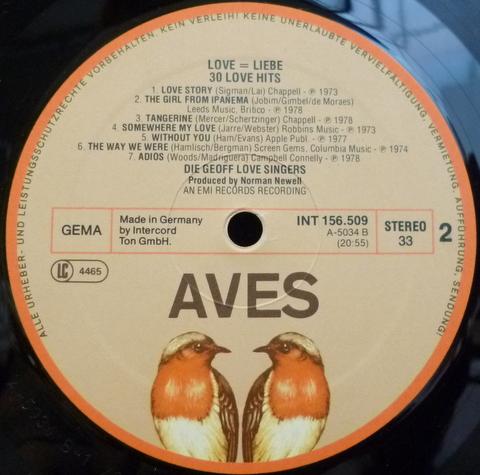 ALLE URHEBER- UND LEISTUNGSSCHUTZRECHTE VORBEHALTEN. KEIN VERLEIH! KEINE UNERLAUBTE VERVIELFÄLTIGUNG, VERMIETUNG, AUFFÜHRUNG, SENDUNG!
LOVE = LIEBE
30 LOVE HITS
1. LOVE STORY (Sigman/Lai) Chappell - ℗ 1973
2. THE GIRL FROM IPANEMA (Jobim/Gimbel/de Moraes)
Leeds Music, Britico - ℗ 1978
3. TANGERINE (Mercer/Schertzinger) Chappell - ℗ 1978
4. SOMEWHERE MY LOVE (Jarre/Webster) Robbins Music - ℗ 1973
5. WITHOUT YOU (Ham/Evans) Apple Publ. - ℗ 1977
6. THE WAY WE WERE (Hamlisch/Bergman) Screen Gems, Columbia Music - ℗ 1974
7. ADIOS (Woods/Madriguera) Campbell Connelly - ℗ 1978
DIE GEOFF LOVE SINGERS
Produced by Norman Newell
AN EMI RECORDS RECORDING
GEMA
Made in Germany
by Intercord
Ton GmbH.
INT 156.509
A-5034 B
(20:55)
STEREO
33
2
LC 4465
AVES